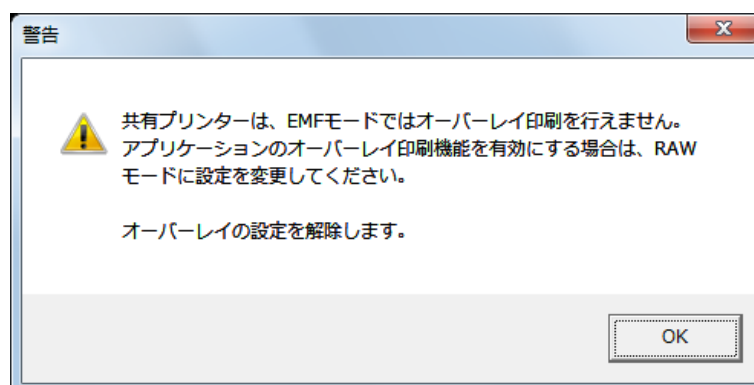 警告
共有プリンターは、EMFモードではオーバーレイ印刷を行えません。
アプリケーションのオーバーレイ印刷機能を有効にする場合は、RAW
モードに設定を変更してください。
オーバーレイの設定を解除します。
OK